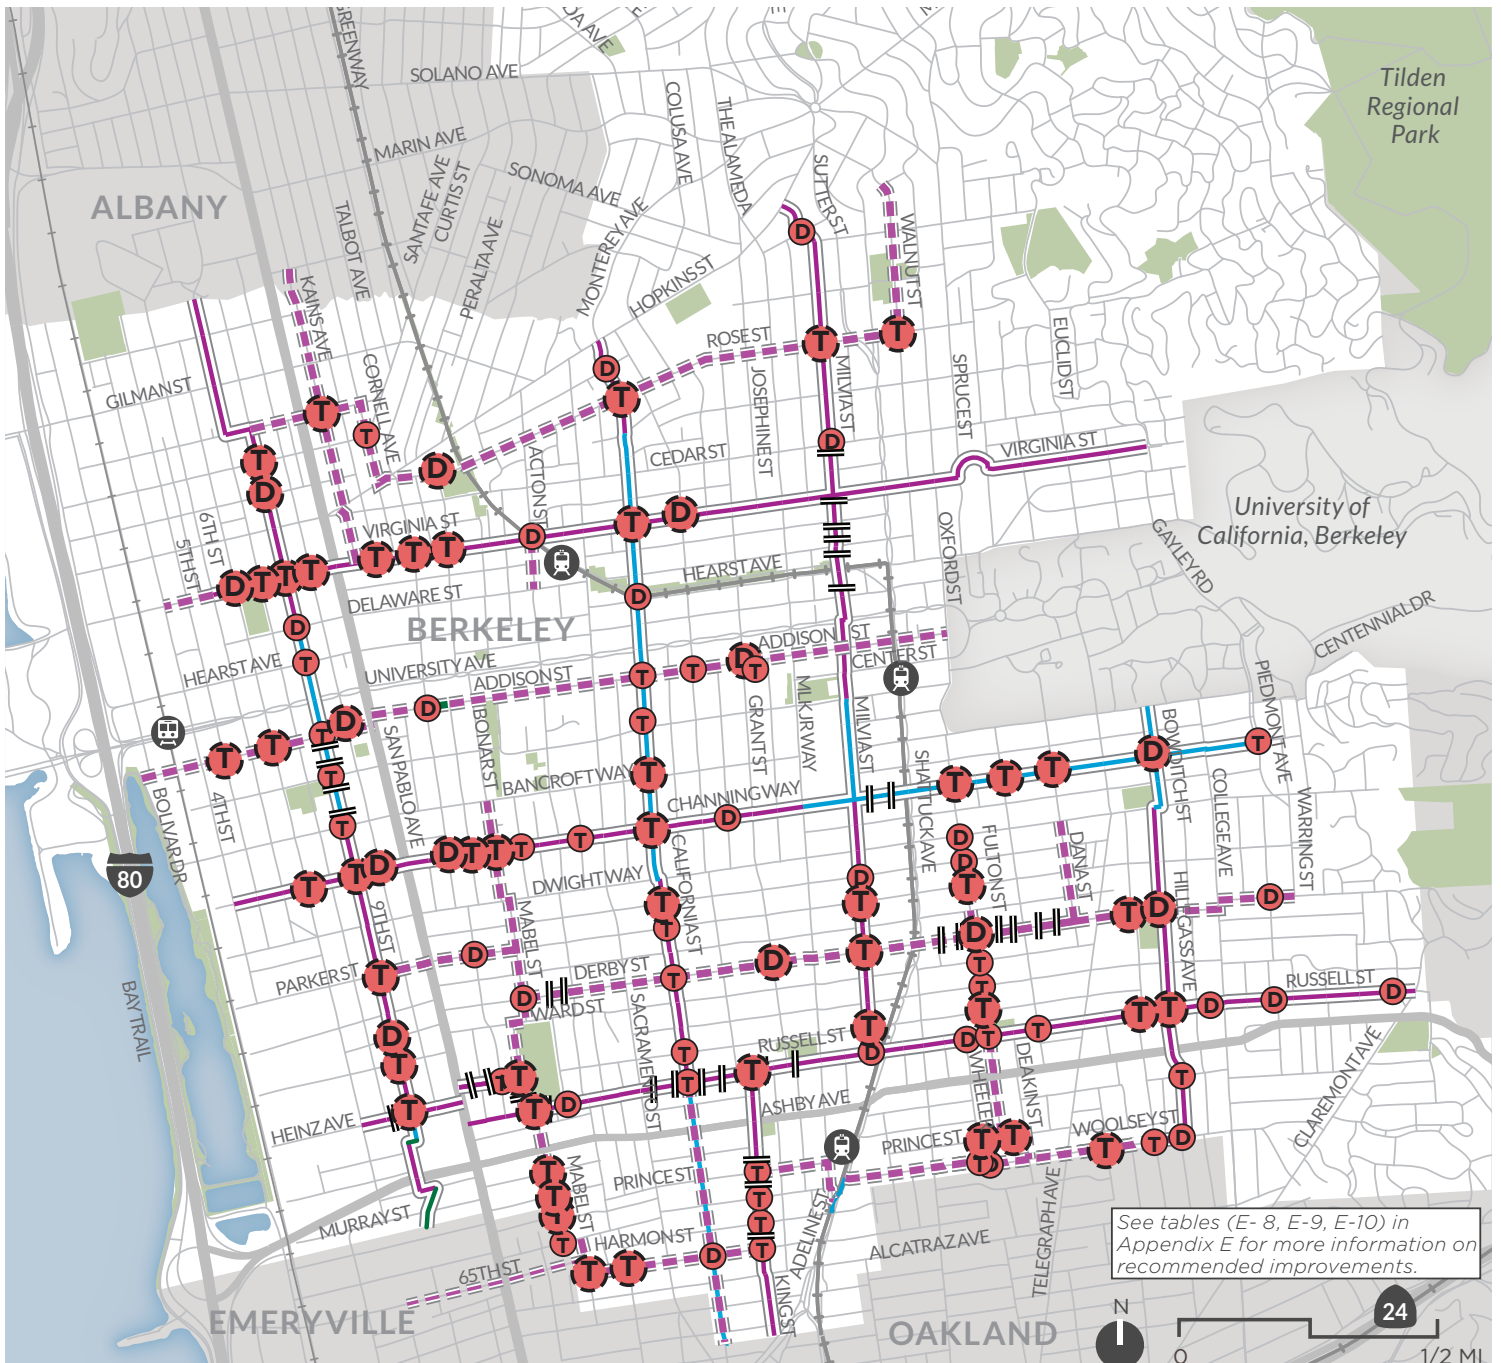 GREENWAY
SOLANO AVE
COLUSA AVE
THE ALAMEDA
SUTTER ST
Tilden
Regional
Park
MARIN AVE
SANTA FE AVE
CURTIS ST
SONOMA AVE
ALBANY
TALBOT AVE
PERALTA AVE
MONTEREY AVE
HOPKINS ST
WALNUT ST
KAINS AVE
ROSE ST
EUCLID ST
GILMAN ST
CORNELL AVE
JOSEPHINE ST
MILVIA ST
SPRUCE ST
CEDAR ST
VIRGINIA ST
ACTON ST
University of
California, Berkeley
6TH ST
5TH ST
VIRGINIA ST
OXFORD ST
GAYLEY RD
HEARST AVE
DELAWARE ST
CENTENNIAL DR
BERKELEY
ADDISON ST
CENTER ST
HEARST AVE
UNIVERSITY AVE
ADDISON ST
PIEDMONT AVE
BONAR ST
GRANT ST
MLK JR WAY
MILVIA ST
SAN PABLO AVE
SHATTUCK AVE
BOWDITCH ST
COLLEGE AVE
WARRING ST
BANCROFT WAY
CHANNING WAY
4TH ST
BOLIVAR DR
80
FULTON ST
DANA ST
CALIFORNIA ST
DWIGHT WAY
HILLEGASS AVE
9TH ST
MABEL ST
PARKER ST
DERBY ST
WARD ST
SACRAMENTO ST
RUSSELL ST
RUSSELL ST
BAY TRAIL
WHEELER
DEAKIN ST
CLAREMONT AVE
ASHBY AVE
HEINZ AVE
PRINCE ST
WOOLSEY ST
PRINCE ST
MABEL ST
MURRAY ST
HARMON ST
ADELINE ST
ALCATRAZ AVE
TELEGRAPH AVE
65TH ST
KING ST
EMERYVILLE
OAKLAND
See tables (E- 8, E-9, E-10) in
Appendix E for more information on
recommended improvements.
24
N
0
1/2 MI